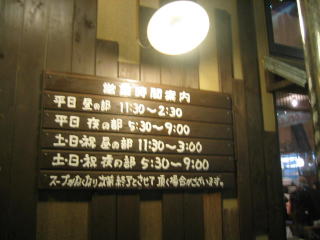 営業時間案内
平日 昼の部 11:30～2:30
平日 夜の部 5:30～9:00
土・日・祝 昼の部 11:30～3:00
土・日・祝 夜の部 5:30～9:00
スープがなくなり次第終了とさせて頂く場合がございます。